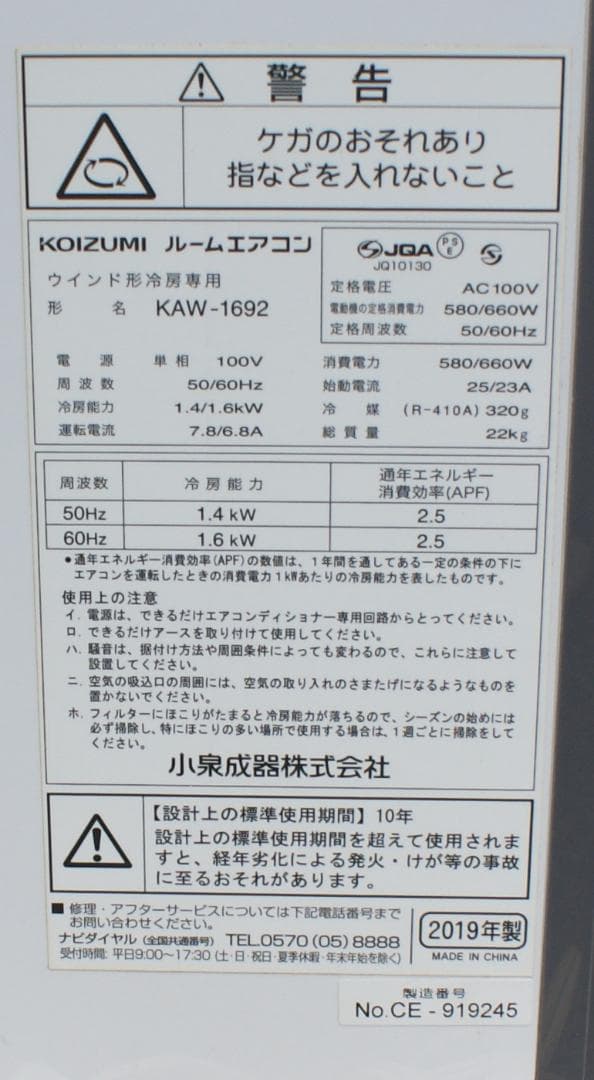 警告
ケガのおそれあり
指などを入れないこと
KOIZUMI ルームエアコン
ウインド形冷房専用
形名 KAW-1692
JQA PSE S
JQ10130
定格電圧 AC100V
電動機の定格消費電力 580/660W
定格周波数 50/60Hz
電源 単相 100V
周波数 50/60Hz
冷房能力 1.4/1.6kW
運転電流 7.8/6.8A
消費電力 580/660W
始動電流 25/23A
冷媒 (R-410A) 320g
総質量 22kg
周波数 冷房能力 通年エネルギー
消費効率(APF)
50Hz 1.4 kW 2.5
60Hz 1.6 kW 2.5
●通年エネルギー消費効率(APF)の数値は、1年間を通してある一定の条件の下に
エアコンを運転したときの消費電力1kWあたりの冷房能力を表したものです。
使用上の注意
イ. 電源は、できるだけエアコンディショナー専用回路からとってください。
ロ. できるだけアースを取り付けて使用してください。
ハ. 騒音は、据付け方法や周囲条件によっても変わるので、これらに注意して
設置してください。
ニ. 空気の吸込口の周囲には、空気の取り入れのさまたげになるようなものを
置かないでください。
ホ. フィルターにほこりがたまると冷房能力が落ちるので、シーズンの始めには
必ず掃除し、特にほこりの多い場所で使用する場合は、1週ごとに掃除をして
ください。
小泉成器株式会社
【設計上の標準使用期間】10年
設計上の標準使用期間を超えて使用されま
すと、経年劣化による発火・けが等の事故
に至るおそれがあります。
■ 修理・アフターサービスについては下記電話番号まで
お問い合わせください。
ナビダイヤル (全国共通番号) TEL.0570 (05) 8888
受付時間: 平日9:00〜17:30 (土・日・祝日・夏季休暇・年末年始を除く)
2019年製
MADE IN CHINA
製造番号
No.CE - 919245